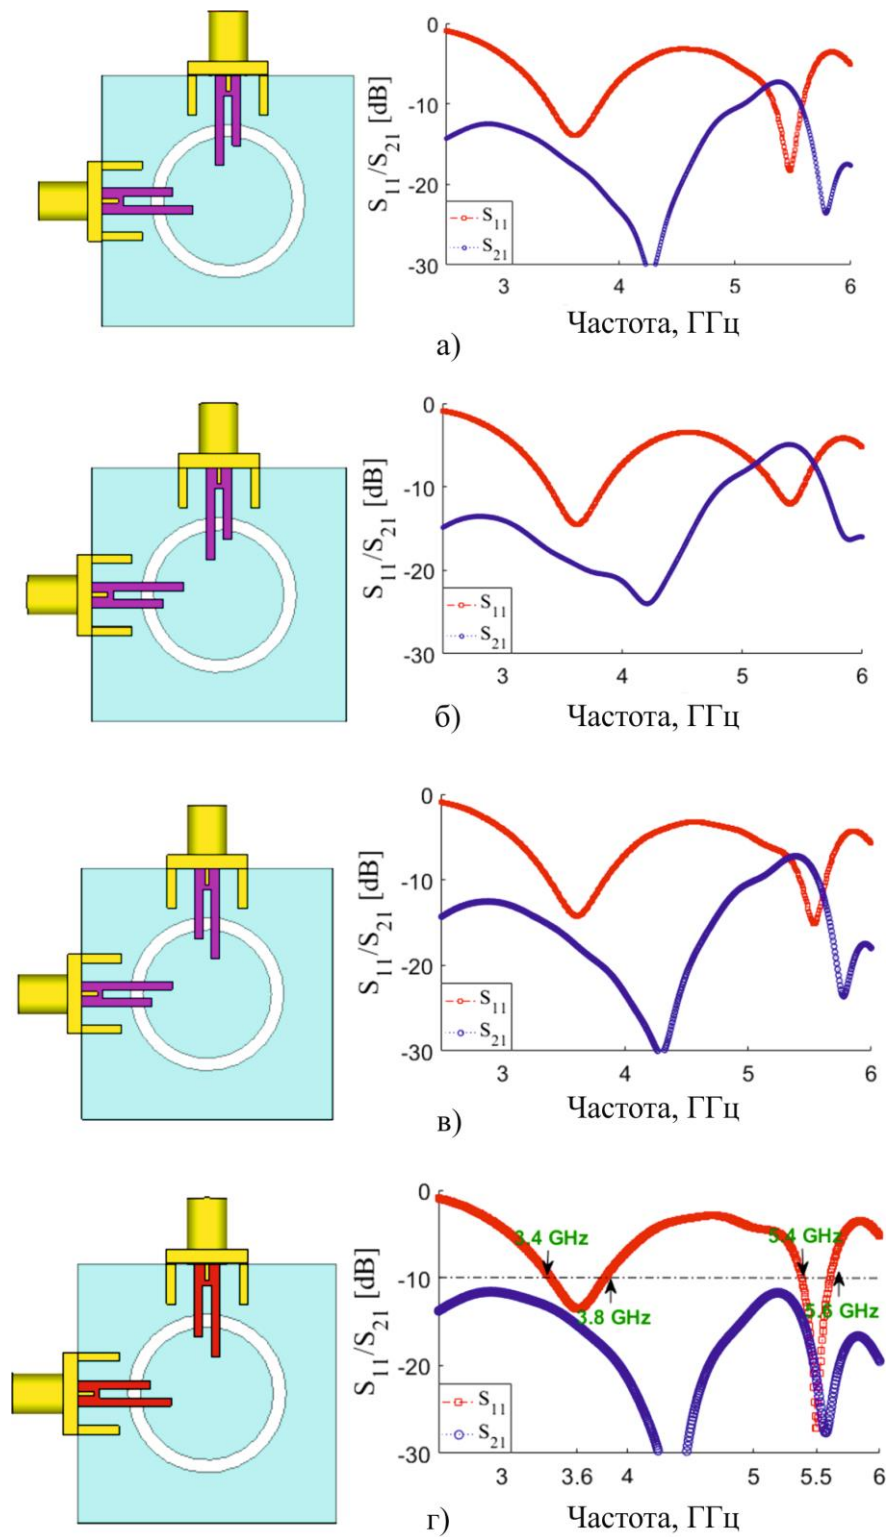 0
-10
-20
-30
S11/S21 [dB]
S11
S21
3 4 5 6
Частота, ГГц
а)
0
-10
-20
-30
S11/S21 [dB]
S11
S21
3 4 5 6
Частота, ГГц
б)
0
-10
-20
-30
S11/S21 [dB]
S11
S21
3 4 5 6
Частота, ГГц
в)
0
-10
-20
-30
S11/S21 [dB]
3.4 GHz
5.4 GHz
3.8 GHz
5.6 GHz
S11
S21
3 3.6 4 5 5.5 6
Частота, ГГц
г)